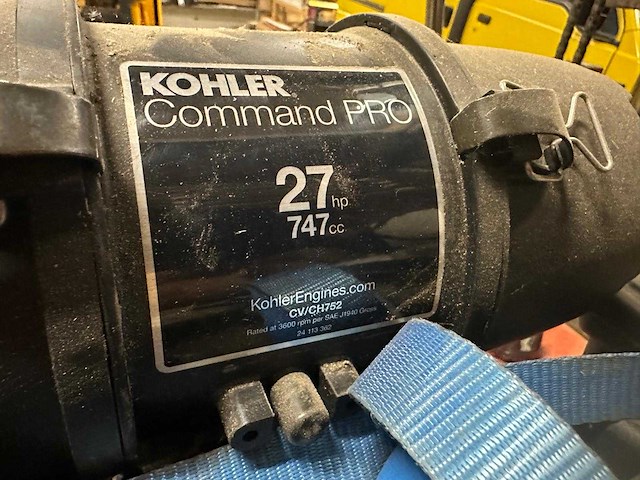 KOHLER
Command PRO
27 hp
747 cc
KohlerEngines.com
CV/CH752
Rated at 3600 rpm per SAE J1940 Gross
24 113 362